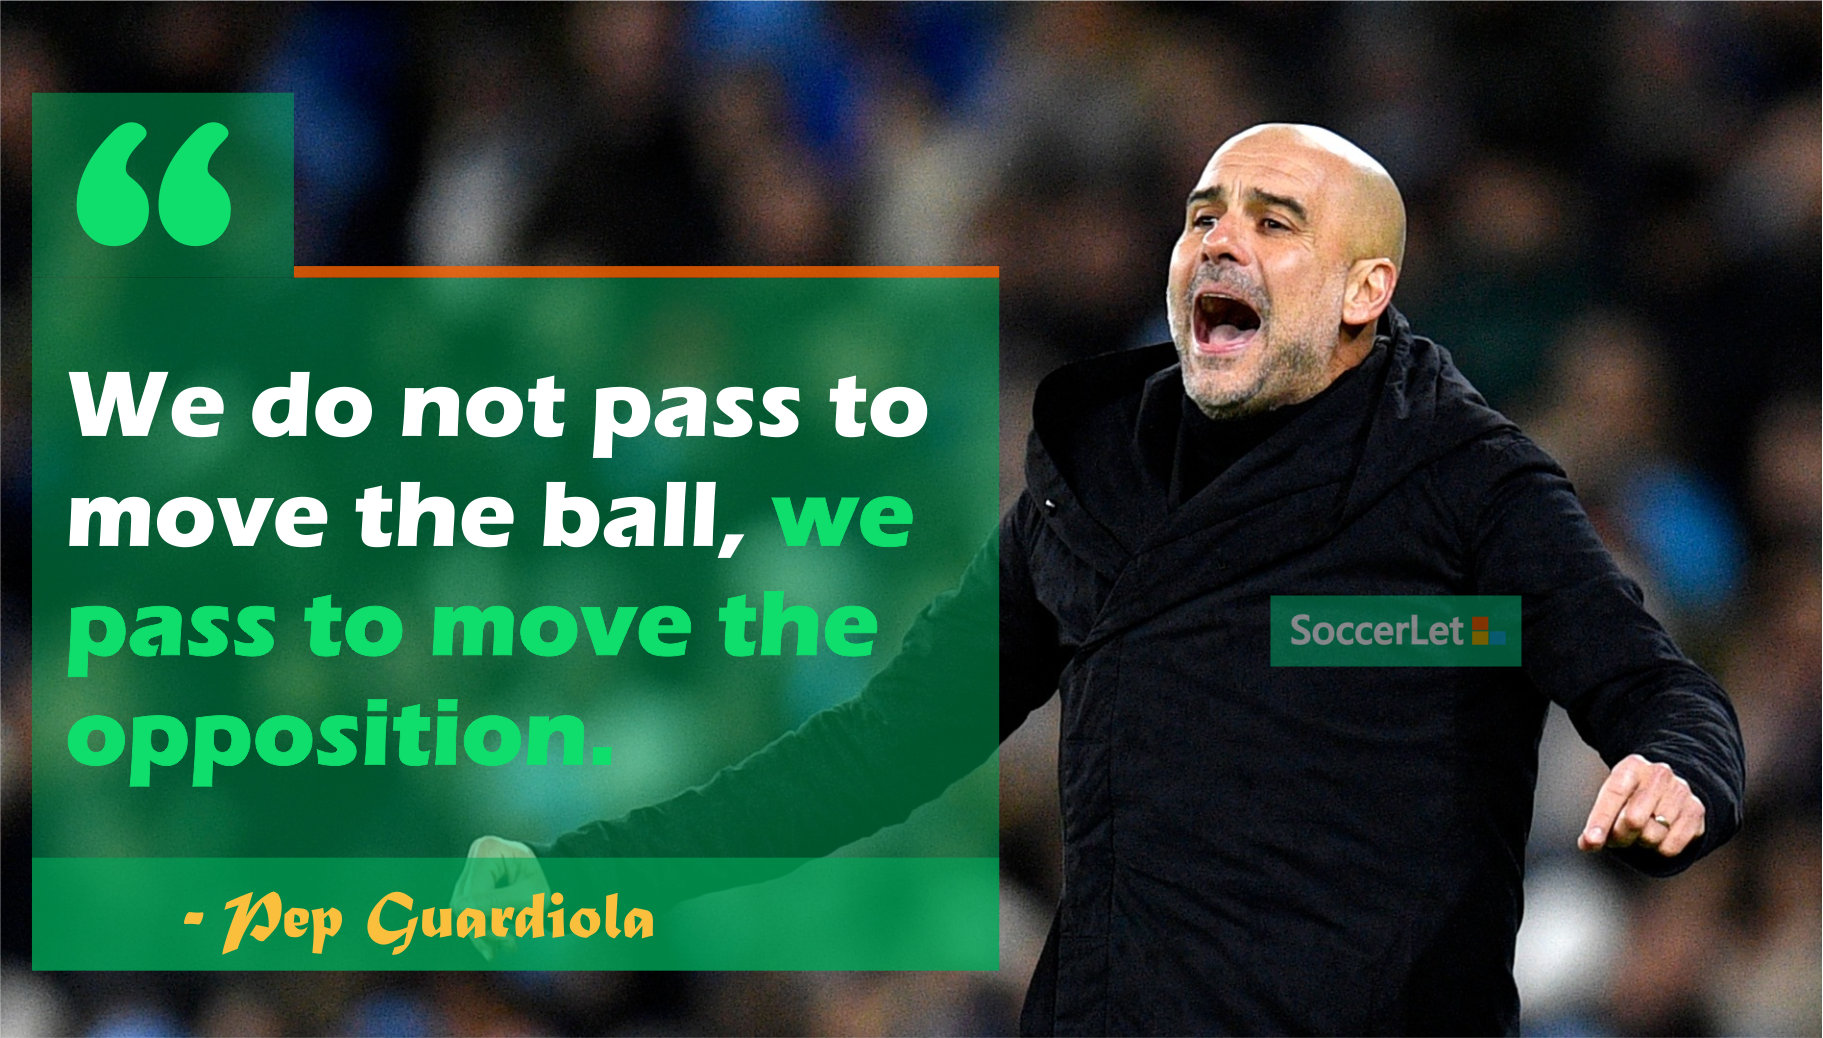 “
We do not pass to
move the ball, we
pass to move the
opposition.
- Pep Guardiola
SoccerLet